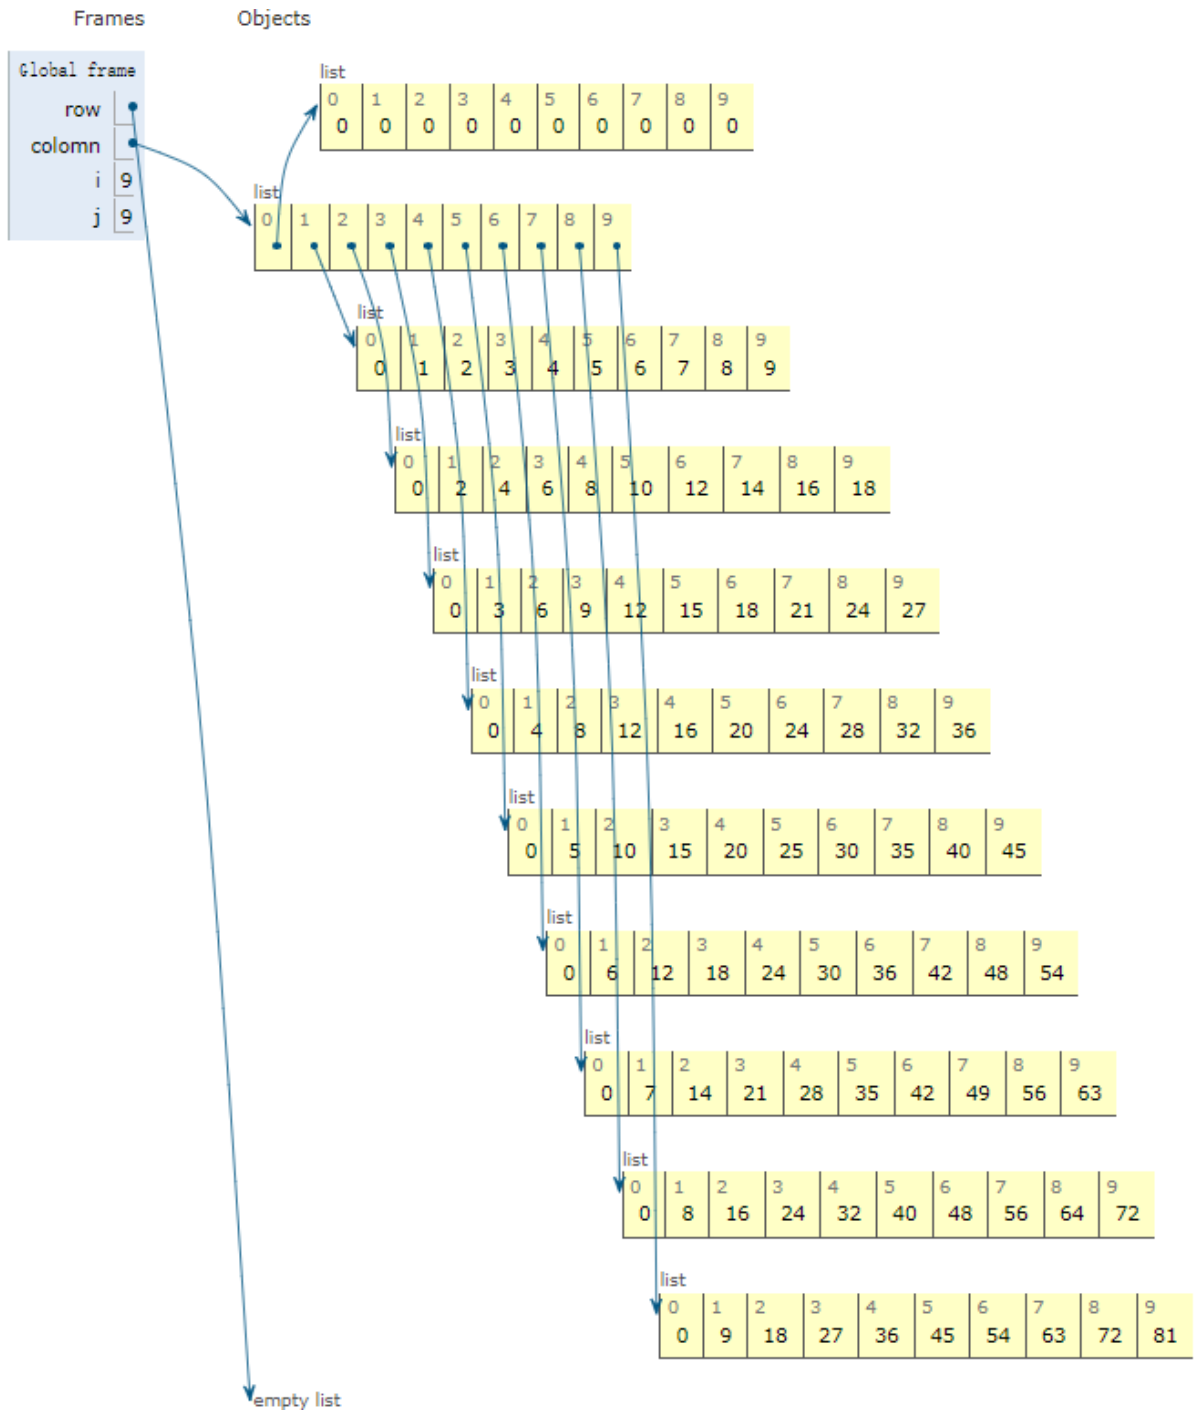 Frames Objects
Global frame
row
colomn
i 9
j 9
list
0 1 2 3 4 5 6 7 8 9
0 0 0 0 0 0 0 0 0 0
list
0 1 2 3 4 5 6 7 8 9
list
0 1 2 3 4 5 6 7 8 9
0 1 2 3 4 5 6 7 8 9
list
0 1 2 3 4 5 6 7 8 9
0 2 4 6 8 10 12 14 16 18
list
0 1 2 3 4 5 6 7 8 9
0 3 6 9 12 15 18 21 24 27
list
0 1 2 3 4 5 6 7 8 9
0 4 8 12 16 20 24 28 32 36
list
0 1 2 3 4 5 6 7 8 9
0 5 10 15 20 25 30 35 40 45
list
0 1 2 3 4 5 6 7 8 9
0 6 12 18 24 30 36 42 48 54
list
0 1 2 3 4 5 6 7 8 9
0 7 14 21 28 35 42 49 56 63
list
0 1 2 3 4 5 6 7 8 9
0 8 16 24 32 40 48 56 64 72
list
0 1 2 3 4 5 6 7 8 9
0 9 18 27 36 45 54 63 72 81
empty list